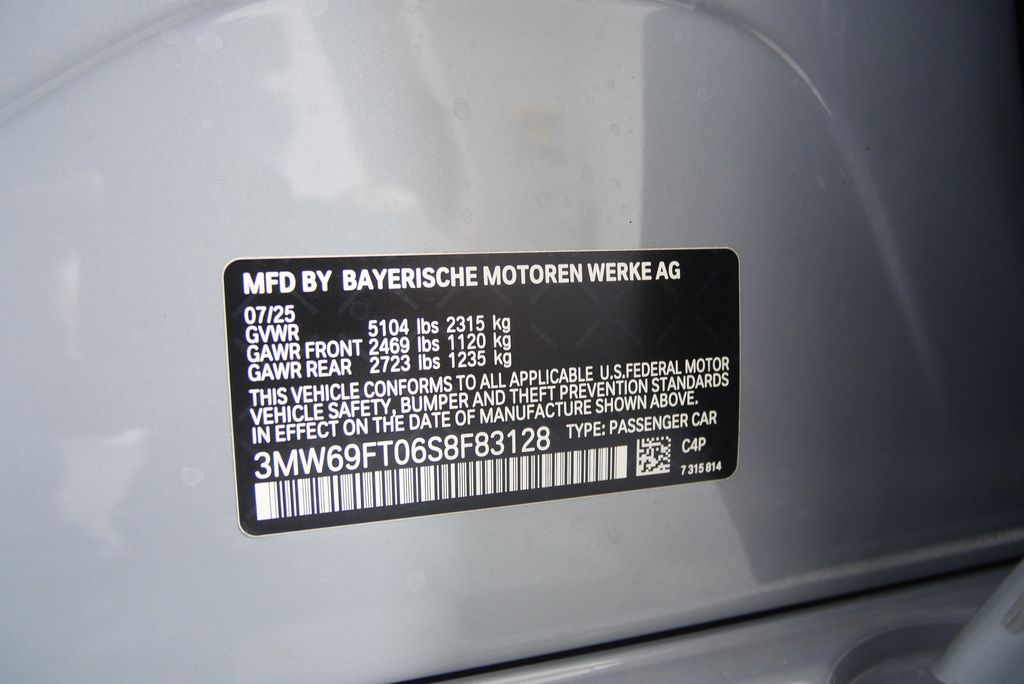 MFD BY BAYERISCHE MOTOREN WERKE AG
07/25
GVWR 5104 lbs 2315 kg
GAWR FRONT 2469 lbs 1120 kg
GAWR REAR 2723 lbs 1235 kg
THIS VEHICLE CONFORMS TO ALL APPLICABLE U.S.FEDERAL MOTOR
VEHICLE SAFETY, BUMPER AND THEFT PREVENTION STANDARDS
IN EFFECT ON THE DATE OF MANUFACTURE SHOWN ABOVE.
3MW69FT06S8F83128 TYPE: PASSENGER CAR
C4P
7 315 814